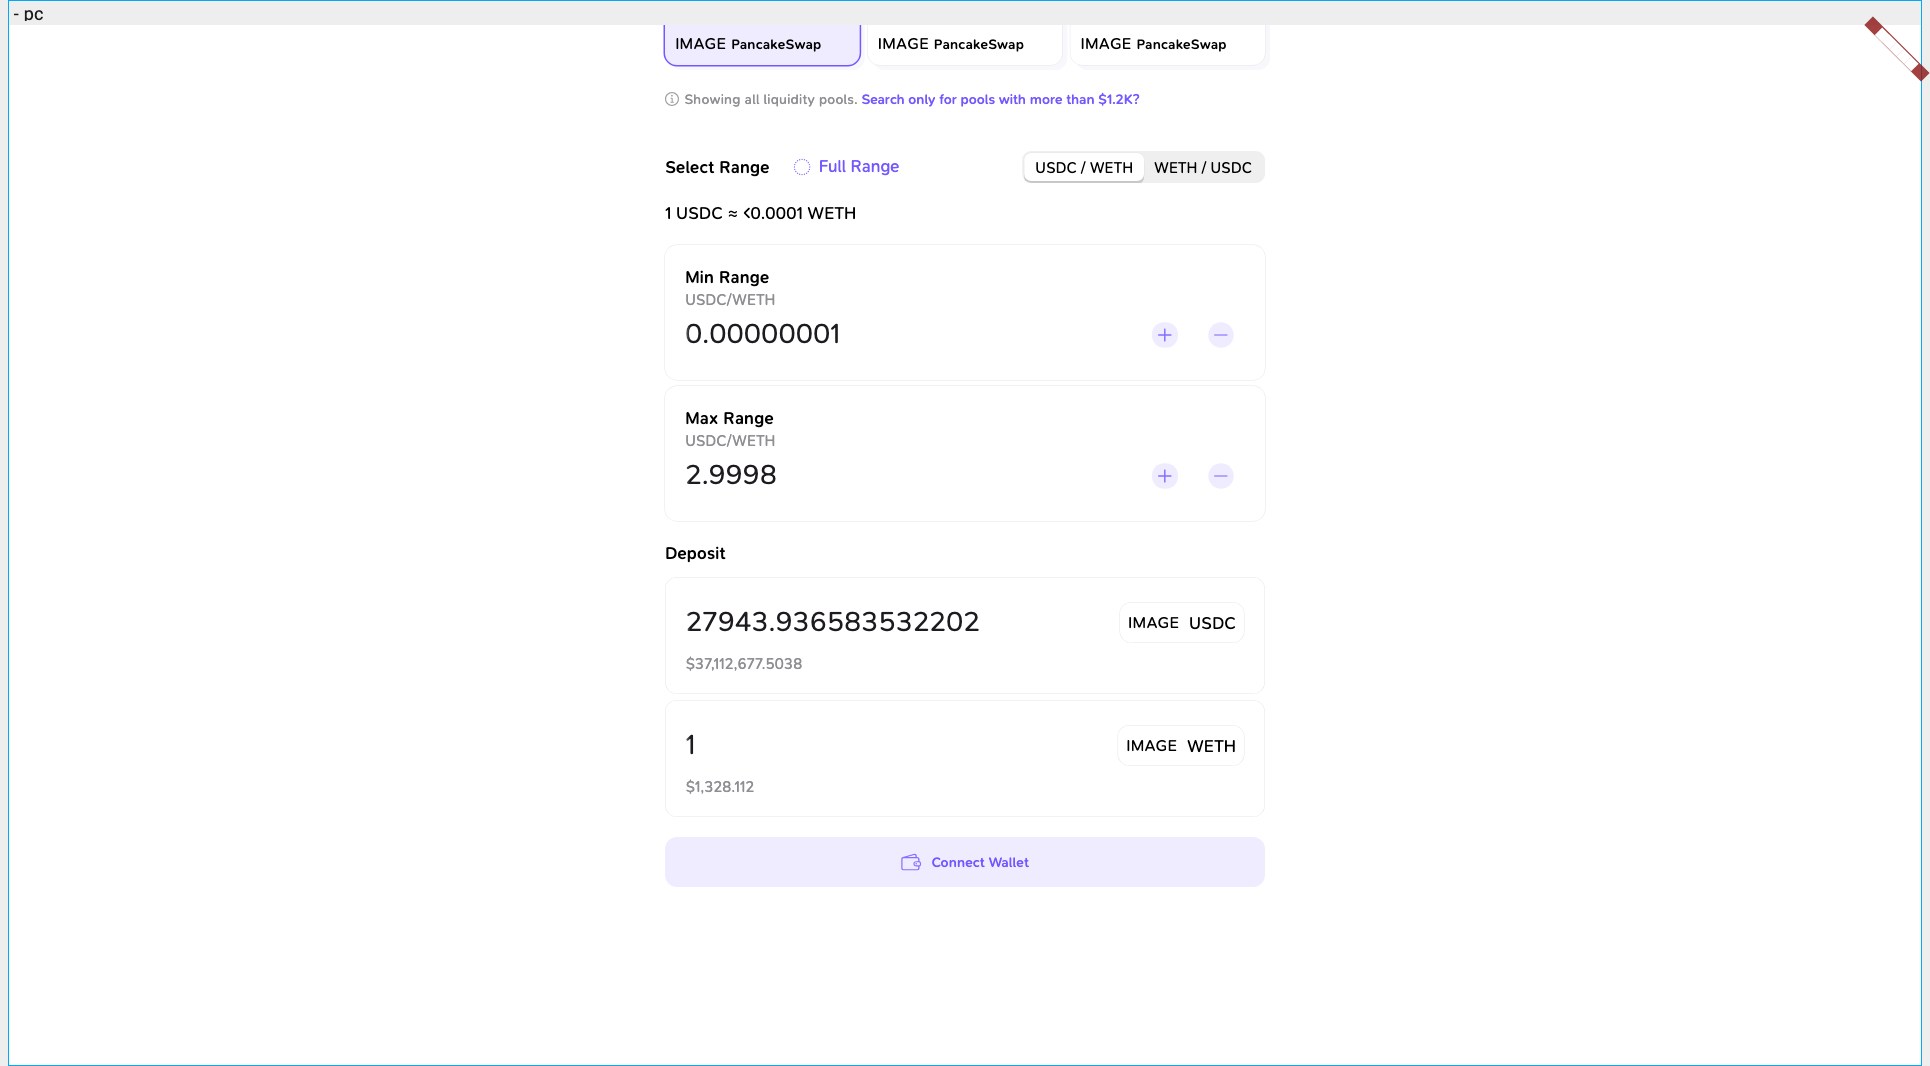 - pc
IMAGE PancakeSwap IMAGE PancakeSwap IMAGE PancakeSwap
Showing all liquidity pools. Search only for pools with more than $1.2K?
Select Range Full Range USDC / WETH WETH / USDC
1 USDC ≈ <0.0001 WETH
Min Range
USDC/WETH
0.00000001
Max Range
USDC/WETH
2.9998
Deposit
27943.936583532202 IMAGE USDC
$37,112,677.5038
1 IMAGE WETH
$1,328.112
Connect Wallet